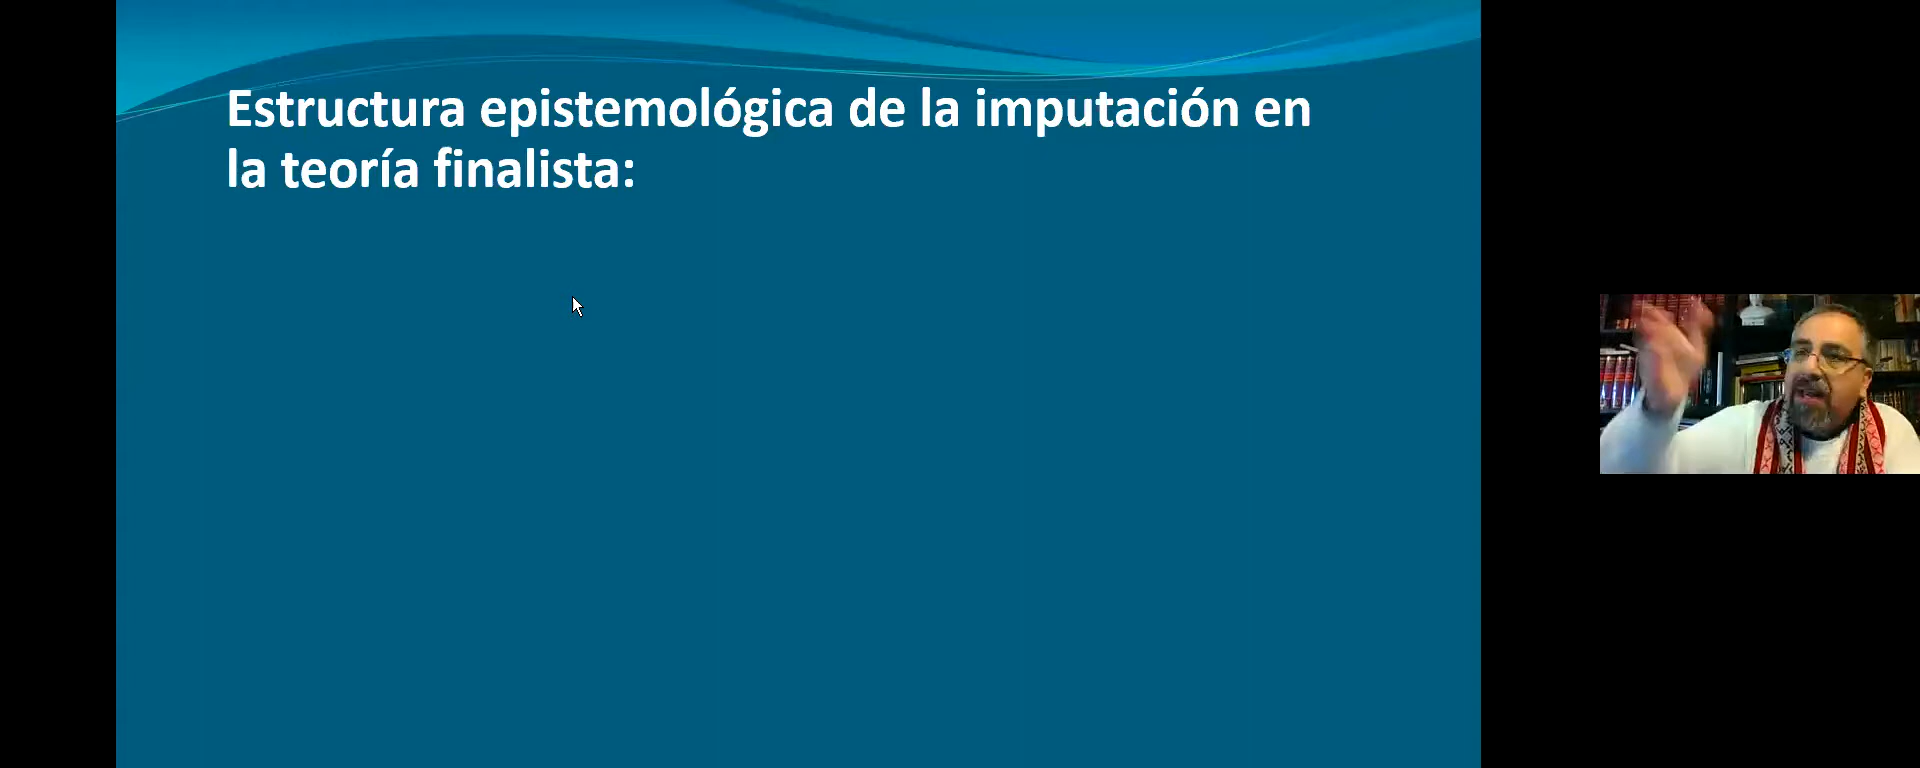 Estructura epistemológica de la imputación en
la teoría finalista: